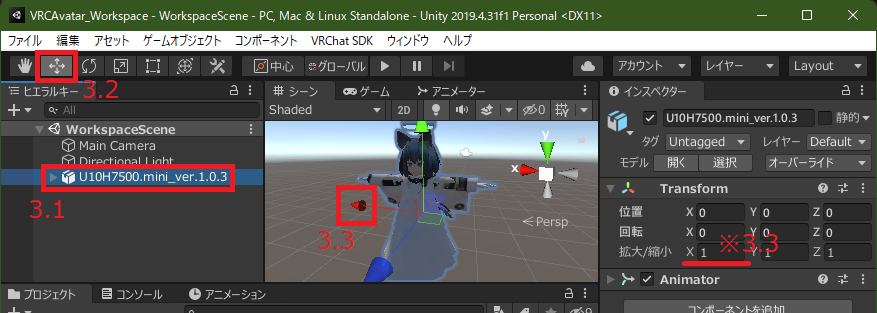 VRCAvatar_Workspace - WorkspaceScene - PC, Mac & Linux Standalone - Unity 2019.4.31f1 Personal <DX11>
ファイル 編集 アセット ゲームオブジェクト コンポーネント VRChat SDK ウィンドウ ヘルプ
3.2
中心 グローバル アカウント レイヤー Layout
ヒエラルキー
All
WorkspaceScene
Main Camera
Directional Light
U10H7500.mini_ver.1.0.3
3.1
シーン ゲーム アニメーター
Shaded 2D 0
y
x
Persp
3.3
インスペクター
U10H7500.mini_ver.1.0.3 静的
タグ Untagged レイヤー Default
モデル 開く 選択 オーバーライド
Transform
位置 X 0 Y 0 Z 0
回転 X 0 Y 0 Z 0
※3.3
拡大/縮小 X 1 Y 1 Z 1
Animator
コンポーネントを追加
プロジェクト コンソール アニメーション
0